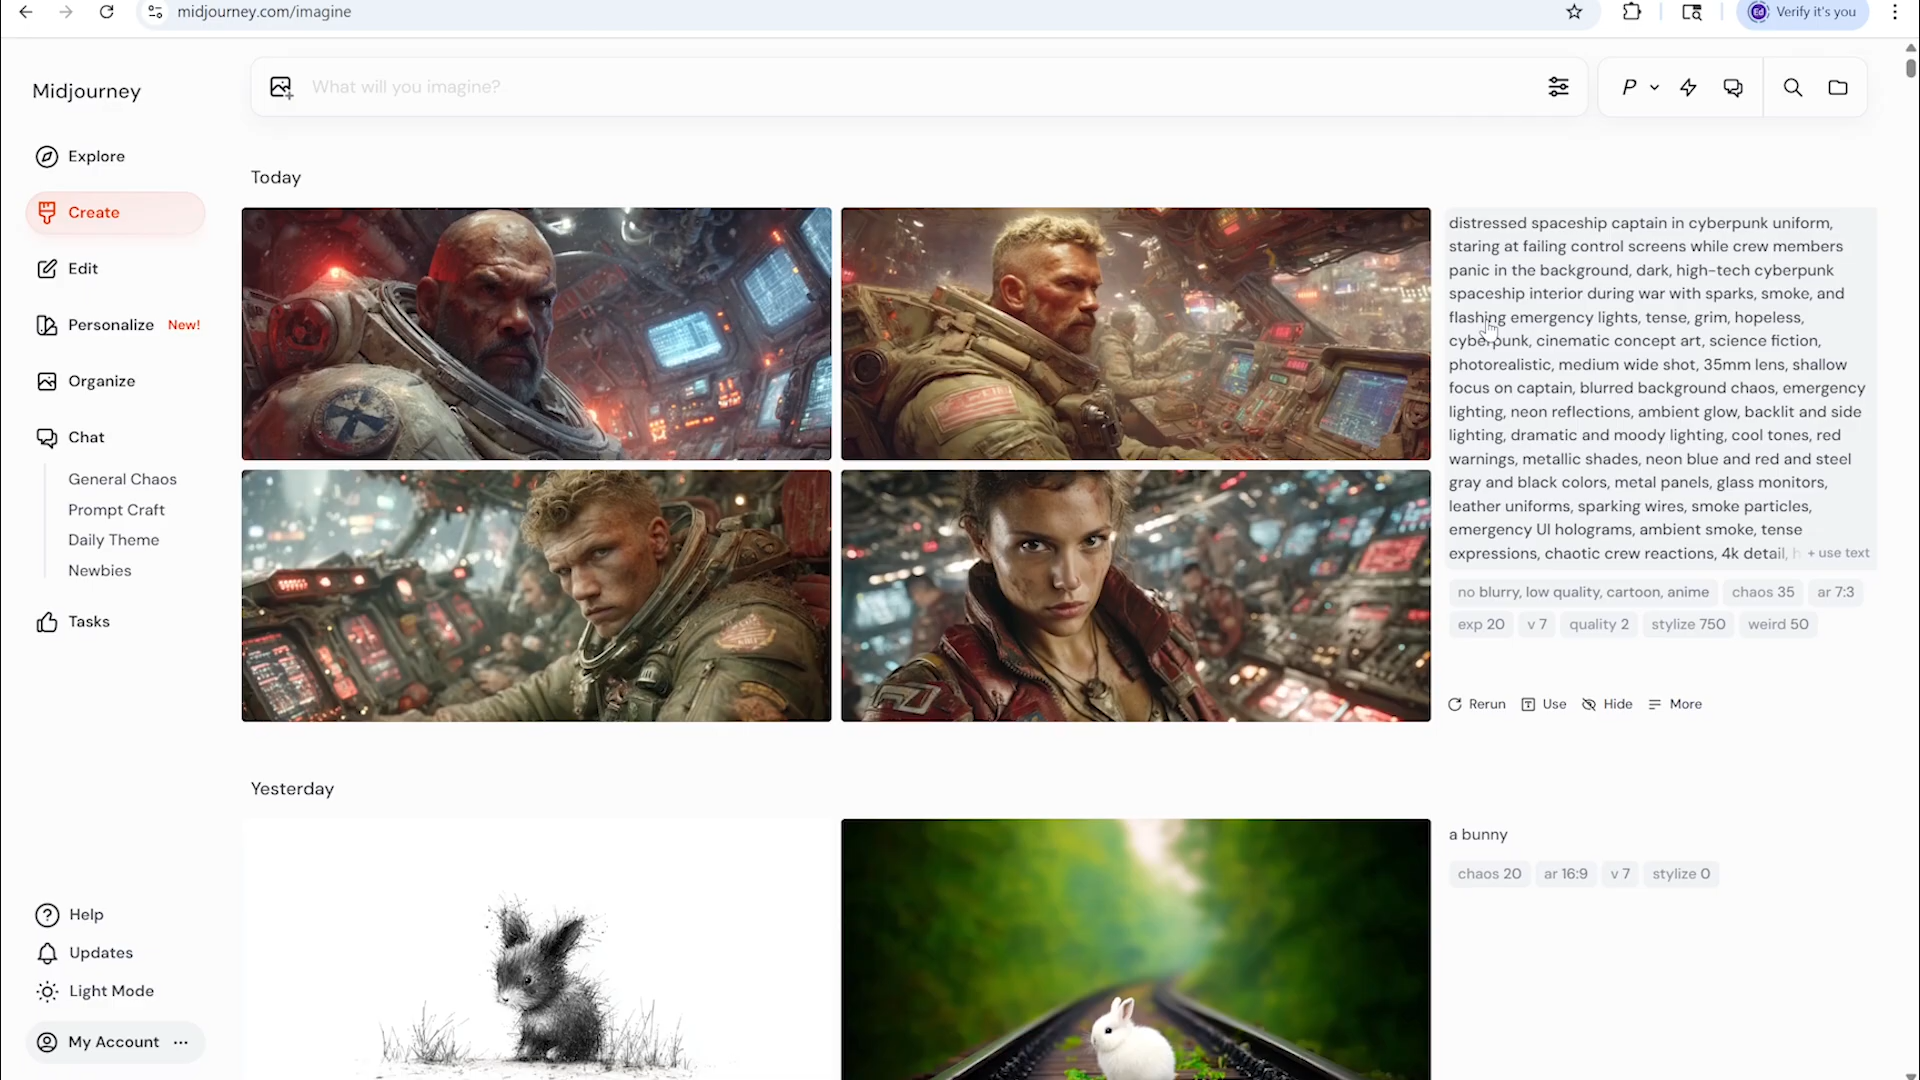 midjourney.com/imagine
Verify it's you
Midjourney
What will you imagine?
P
Explore
Create
Edit
Personalize New!
Organize
Chat
General Chaos
Prompt Craft
Daily Theme
Newbies
Tasks
Help
Updates
Light Mode
My Account ...
Today
distressed spaceship captain in cyberpunk uniform,
staring at failing control screens while crew members
panic in the background, dark, high-tech cyberpunk
spaceship interior during war with sparks, smoke, and
flashing emergency lights, tense, grim, hopeless,
cyberpunk, cinematic concept art, science fiction,
photorealistic, medium wide shot, 35mm lens, shallow
focus on captain, blurred background chaos, emergency
lighting, neon reflections, ambient glow, backlit and side
lighting, dramatic and moody lighting, cool tones, red
warnings, metallic shades, neon blue and red and steel
gray and black colors, metal panels, glass monitors,
leather uniforms, sparking wires, smoke particles,
emergency UI holograms, ambient smoke, tense
expressions, chaotic crew reactions, 4k detail, + use text
no blurry, low quality, cartoon, anime chaos 35 ar 7:3
exp 20 v 7 quality 2 stylize 750 weird 50
Rerun Use Hide More
Yesterday
a bunny
chaos 20 ar 16:9 v 7 stylize 0